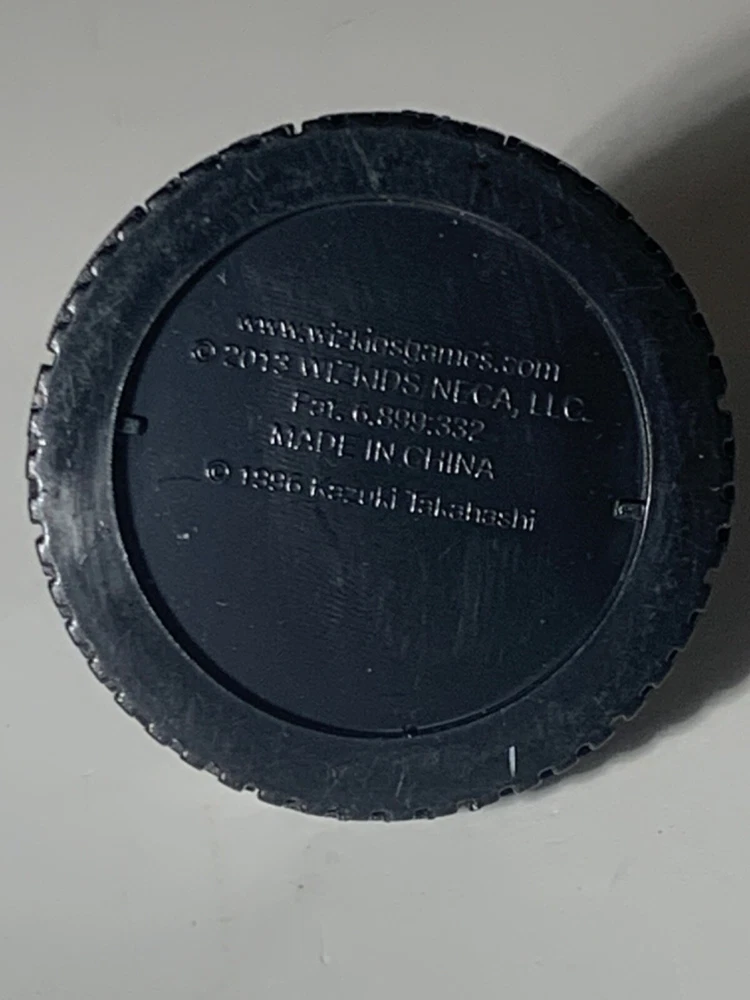 www.wizkidsgames.com
© 2013 WIZKIDS NECA, LLC.
Pat. 6.899.332
MADE IN CHINA
© 1996 Kazuki Takahashi